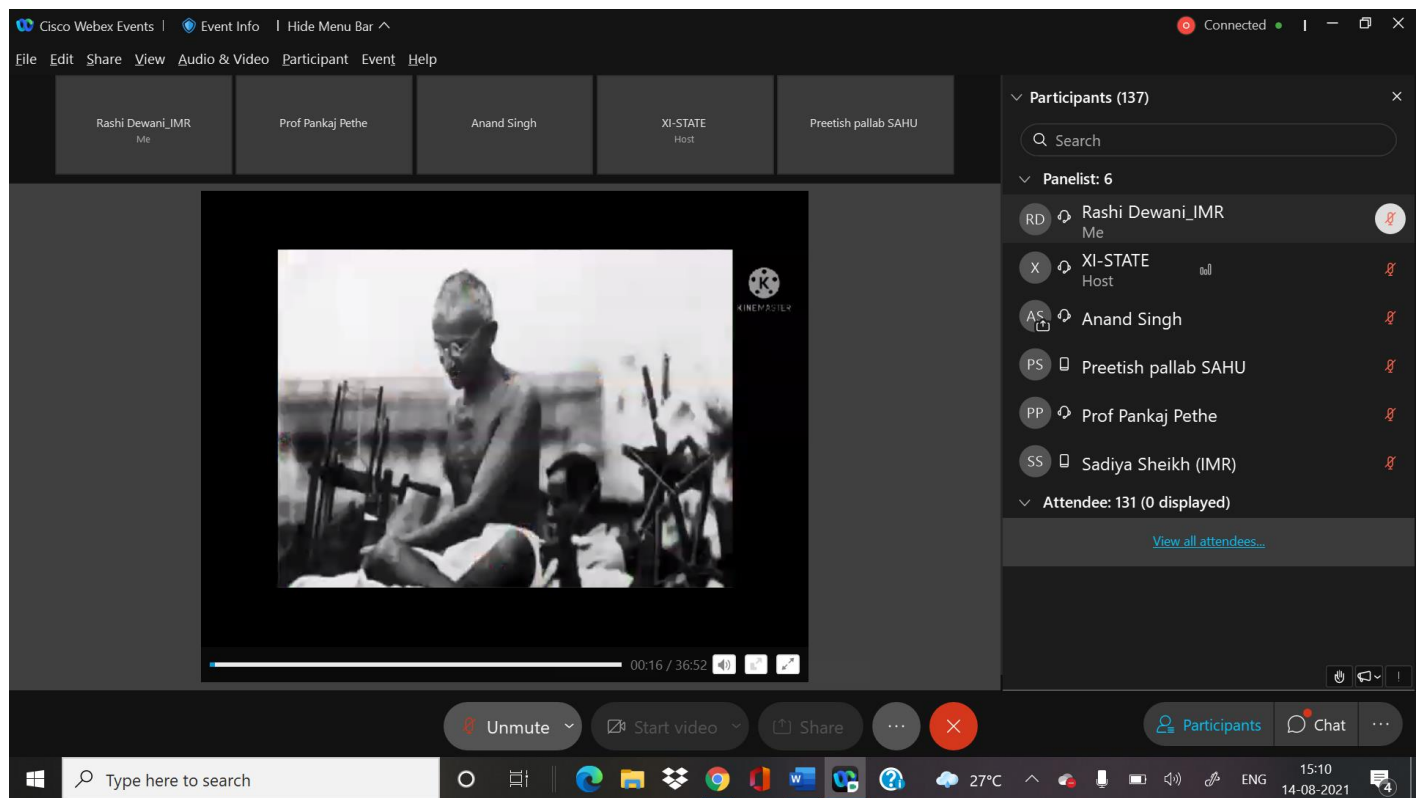 Cisco Webex Events | Event Info | Hide Menu Bar
Connected
File Edit Share View Audio & Video Participant Event Help
Rashi Dewani_IMR
Me
Prof Pankaj Pethe
Anand Singh
XI-STATE
Host
Preetish pallab SAHU
K
KINEMASTER
00:16 / 36:52
Participants (137)
Search
Panelist: 6
RD Rashi Dewani_IMR
Me
X XI-STATE
Host
AS Anand Singh
PS Preetish pallab SAHU
PP Prof Pankaj Pethe
SS Sadiya Sheikh (IMR)
Attendee: 131 (0 displayed)
View all attendees...
Unmute Start video Share
Participants Chat
Type here to search
27°C
ENG
15:10
14-08-2021
4